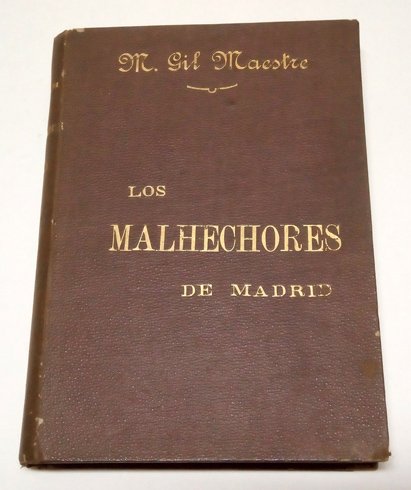 M. Gil Maestre
LOS
MALHECHORES
DE MADRID